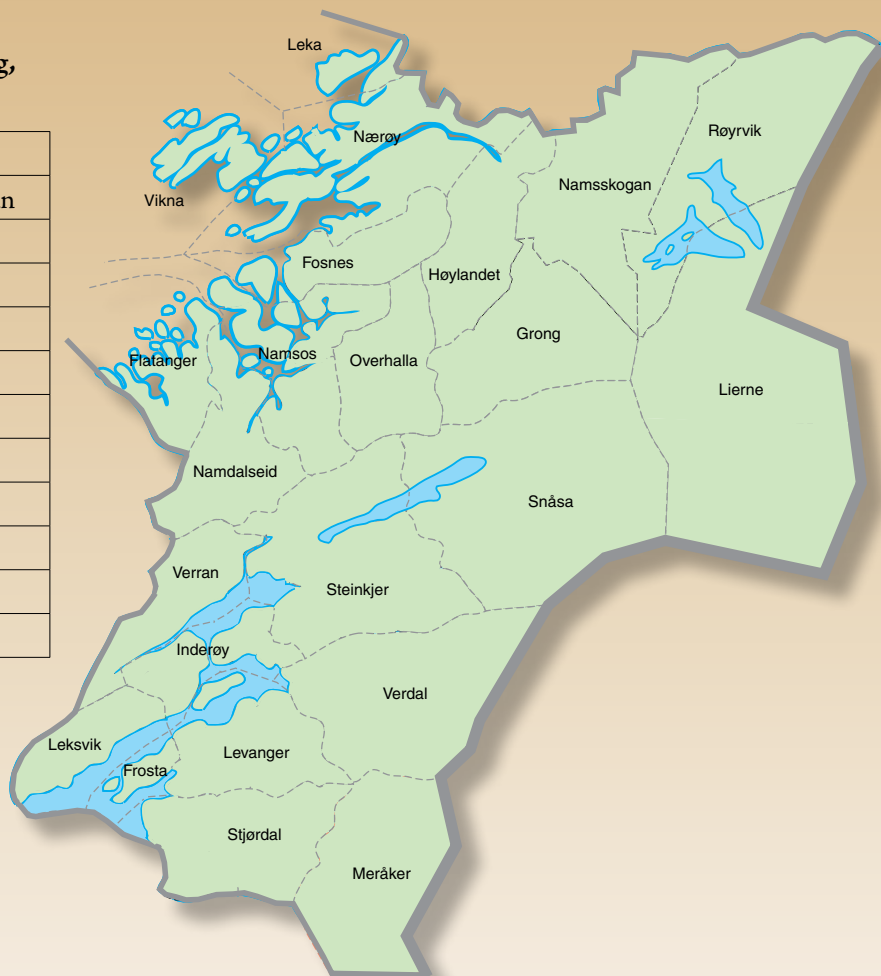 g,
n
Leka
Nærøy
Røyrvik
Namsskogan
Vikna
Fosnes
Høylandet
Grong
Flatanger
Namsos
Overhalla
Lierne
Namdalseid
Snåsa
Verran
Steinkjer
Inderøy
Verdal
Leksvik
Levanger
Frosta
Stjørdal
Meråker